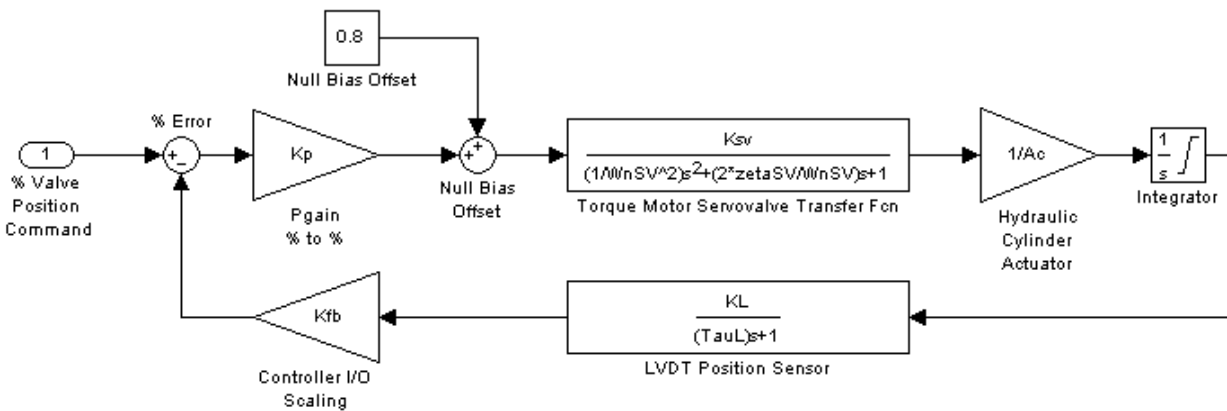 0.8
Null Bias Offset
% Error
1
% Valve
Position
Command
+
−
Kp
Pgain
% to %
+
+
Null Bias
Offset
Ksv
(1/WnSV^2)s²+(2*zetaSV/WnSV)s+1
Torque Motor Servovalve Transfer Fcn
1/Ac
Hydraulic
Cylinder
Actuator
1
s
Integrator
Kfb
Controller I/O
Scaling
KL
(TauL)s+1
LVDT Position Sensor